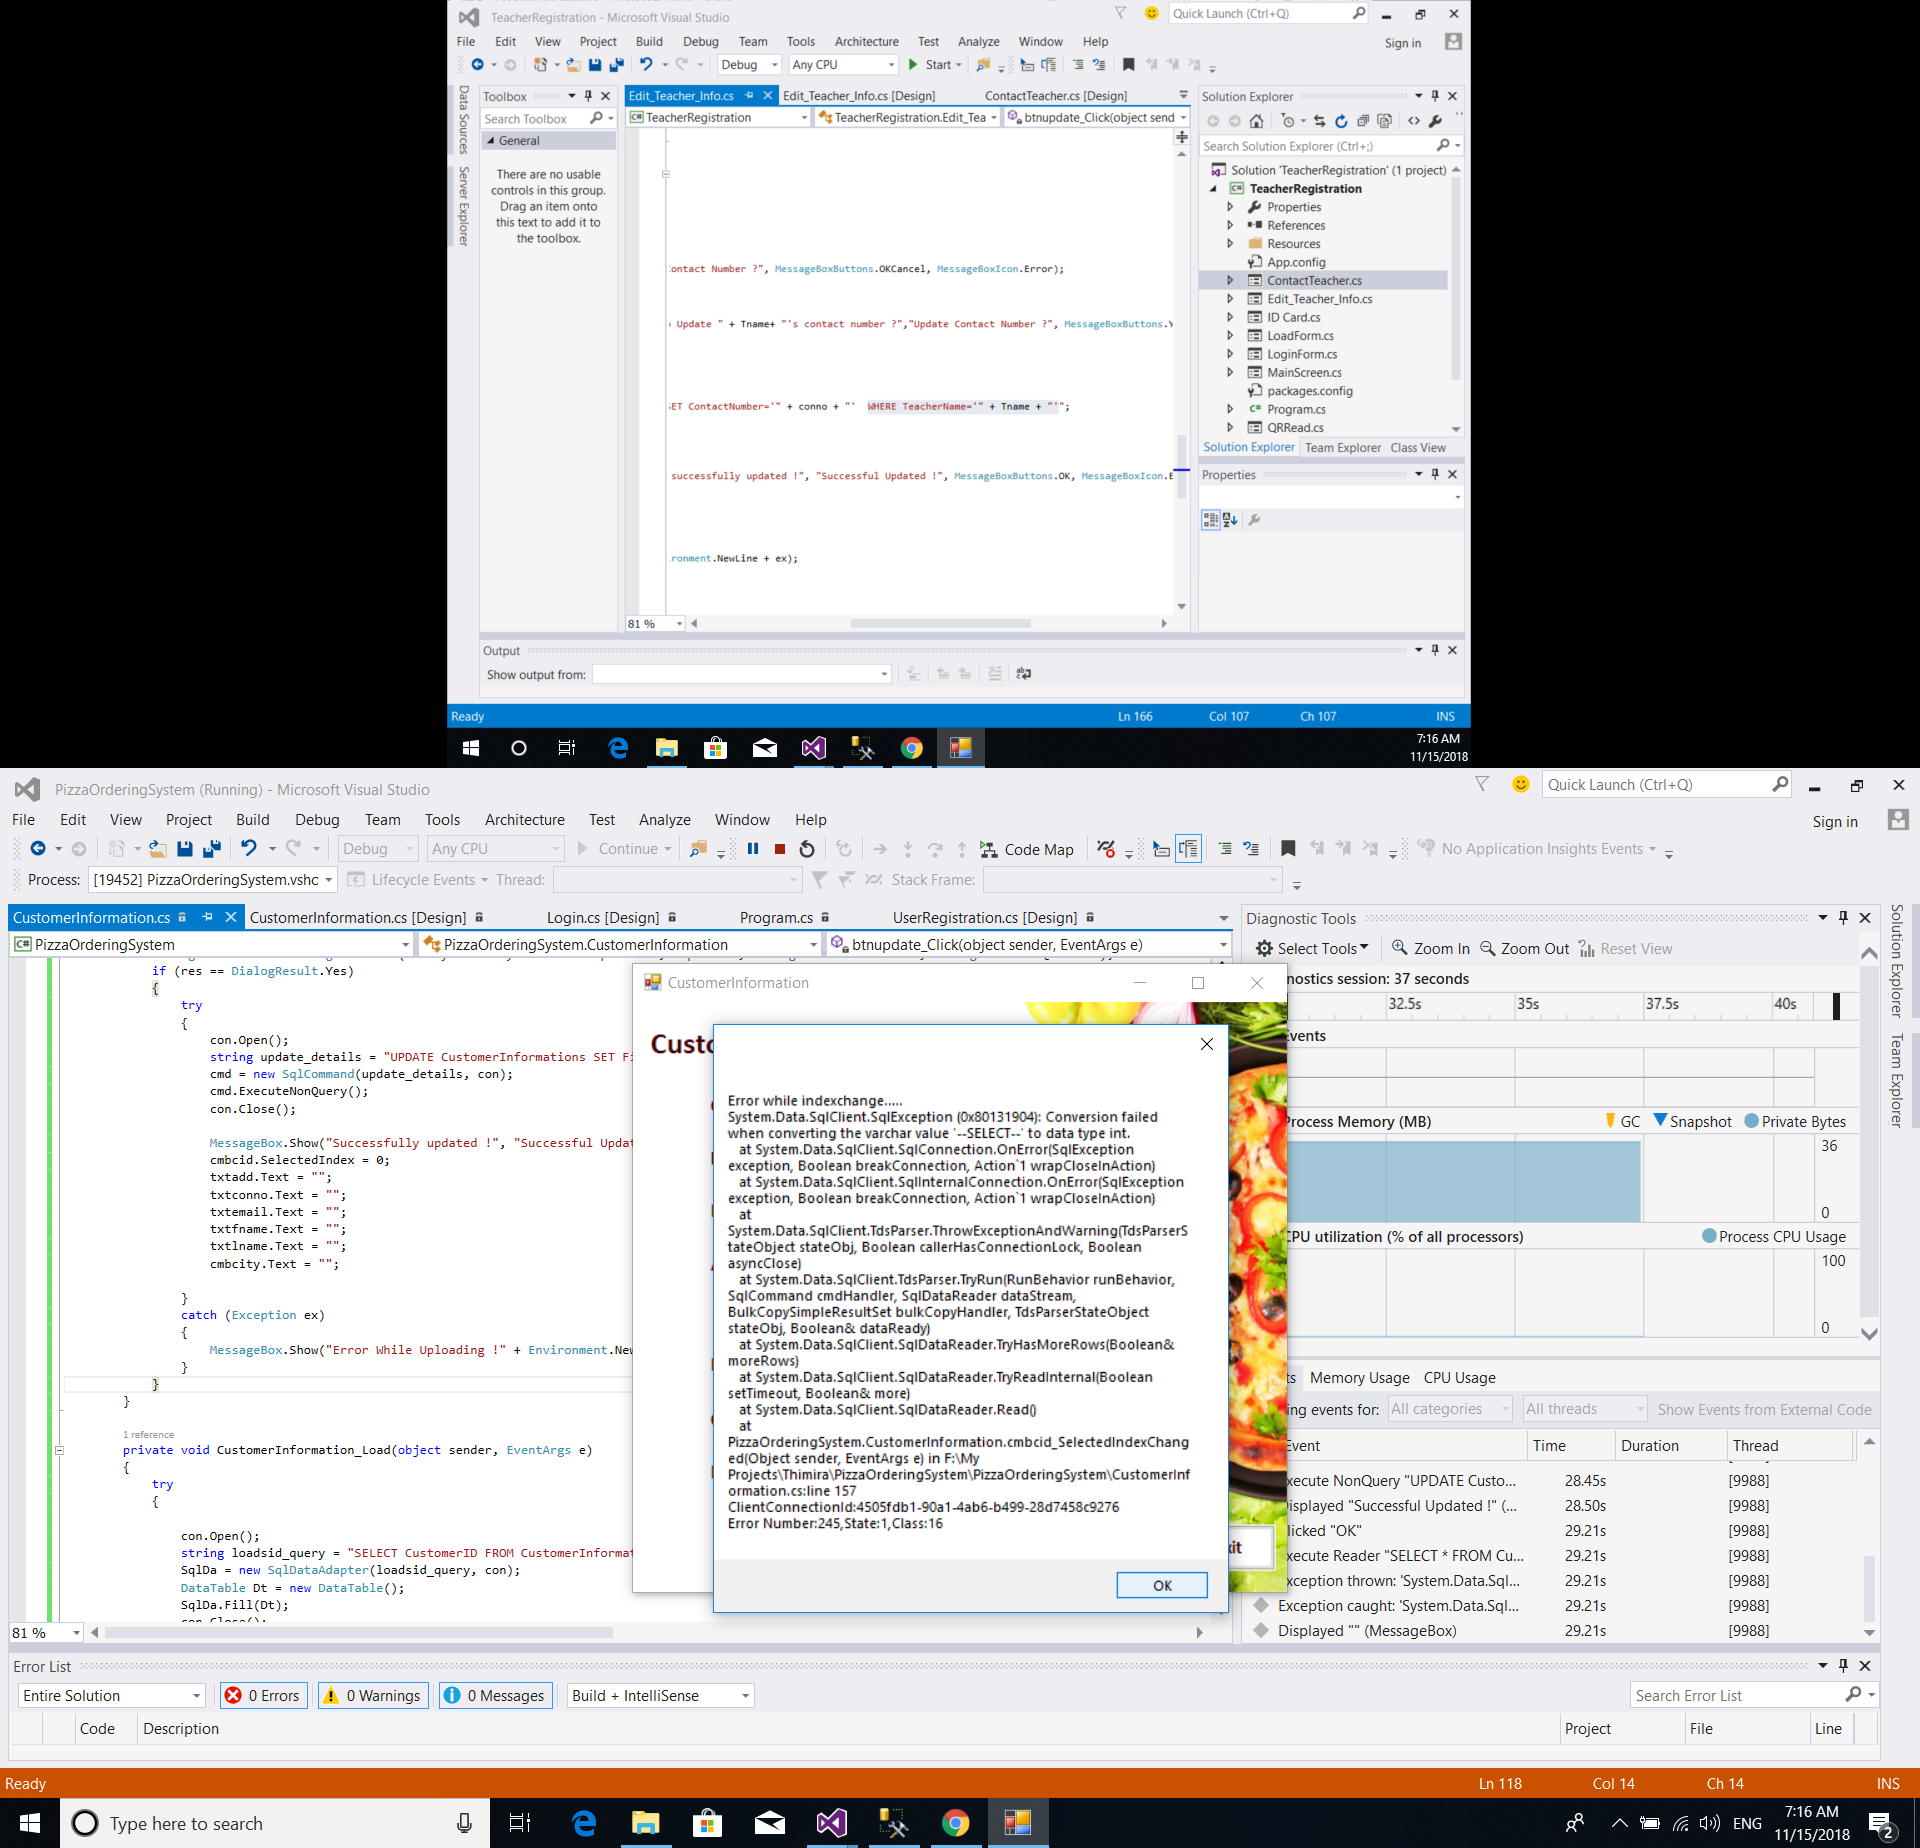 TeacherRegistration - Microsoft Visual Studio
Quick Launch (Ctrl+Q)
File Edit View Project Build Debug Team Tools Architecture Test Analyze Window Help
Sign in
Debug Any CPU Start
Data Sources
Server Explorer
Toolbox
Search Toolbox
General
There are no usable
controls in this group.
Drag an item onto
this text to add it to
the toolbox.
Edit_Teacher_Info.cs Edit_Teacher_Info.cs [Design] ContactTeacher.cs [Design]
TeacherRegistration TeacherRegistration.Edit_Tea btnupdate_Click(object send
ontact Number ?", MessageBoxButtons.OKCancel, MessageBoxIcon.Error);
Update " + Tname+ "'s contact number ?","Update Contact Number ?", MessageBoxButtons.Y
ET ContactNumber='" + conno + "' WHERE TeacherName='" + Tname + "'";
successfully updated !", "Successful Updated !", MessageBoxButtons.OK, MessageBoxIcon.E
ronment.NewLine + ex);
81 %
Solution Explorer
Search Solution Explorer (Ctrl+;)
Solution 'TeacherRegistration' (1 project)
TeacherRegistration
Properties
References
Resources
App.config
ContactTeacher.cs
Edit_Teacher_Info.cs
ID Card.cs
LoadForm.cs
LoginForm.cs
MainScreen.cs
packages.config
Program.cs
QRRead.cs
Solution Explorer Team Explorer Class View
Properties
Output
Show output from:
Ready Ln 166 Col 107 Ch 107 INS
7:16 AM
11/15/2018
PizzaOrderingSystem (Running) - Microsoft Visual Studio
Quick Launch (Ctrl+Q)
File Edit View Project Build Debug Team Tools Architecture Test Analyze Window Help
Sign in
Debug Any CPU Continue Code Map No Application Insights Events
Process: [19452] PizzaOrderingSystem.vshc Lifecycle Events Thread: Stack Frame:
CustomerInformation.cs CustomerInformation.cs [Design] Login.cs [Design] Program.cs UserRegistration.cs [Design]
PizzaOrderingSystem PizzaOrderingSystem.CustomerInformation btnupdate_Click(object sender, EventArgs e)
if (res == DialogResult.Yes)
{
try
{
con.Open();
string update_details = "UPDATE CustomerInformations SET Fi
cmd = new SqlCommand(update_details, con);
cmd.ExecuteNonQuery();
con.Close();
MessageBox.Show("Successfully updated !", "Successful Updat
cmbcid.SelectedIndex = 0;
txtadd.Text = "";
txtconno.Text = "";
txtemail.Text = "";
txtfname.Text = "";
txtlname.Text = "";
cmbcity.Text = "";
}
catch (Exception ex)
{
MessageBox.Show("Error While Uploading !" + Environment.New
}
}
}
1 reference
private void CustomerInformation_Load(object sender, EventArgs e)
{
try
{
con.Open();
string loadsid_query = "SELECT CustomerID FROM CustomerInformat
SqlDa = new SqlDataAdapter(loadsid_query, con);
DataTable Dt = new DataTable();
SqlDa.Fill(Dt);
con.Close();
81 %
CustomerInformation
Custo
Error while indexchange.....
System.Data.SqlClient.SqlException (0x80131904): Conversion failed
when converting the varchar value '--SELECT--' to data type int.
at System.Data.SqlClient.SqlConnection.OnError(SqlException
exception, Boolean breakConnection, Action`1 wrapCloseInAction)
at System.Data.SqlClient.SqlInternalConnection.OnError(SqlException
exception, Boolean breakConnection, Action`1 wrapCloseInAction)
at
System.Data.SqlClient.TdsParser.ThrowExceptionAndWarning(TdsParserS
tateObject stateObj, Boolean callerHasConnectionLock, Boolean
asyncClose)
at System.Data.SqlClient.TdsParser.TryRun(RunBehavior runBehavior,
SqlCommand cmdHandler, SqlDataReader dataStream,
BulkCopySimpleResultSet bulkCopyHandler, TdsParserStateObject
stateObj, Boolean& dataReady)
at System.Data.SqlClient.SqlDataReader.TryHasMoreRows(Boolean&
moreRows)
at System.Data.SqlClient.SqlDataReader.TryReadInternal(Boolean
setTimeout, Boolean& more)
at System.Data.SqlClient.SqlDataReader.Read()
at
PizzaOrderingSystem.CustomerInformation.cmbcid_SelectedIndexChang
ed(Object sender, EventArgs e) in F:\My
Projects\Thimira\PizzaOrderingSystem\PizzaOrderingSystem\CustomerInf
ormation.cs:line 157
ClientConnectionId:4505fdb1-90a1-4ab6-b499-28d7458c9276
Error Number:245,State:1,Class:16
OK
xit
Diagnostic Tools
Select Tools Zoom In Zoom Out Reset View
nostics session: 37 seconds
32.5s 35s 37.5s 40s
Events
Process Memory (MB) GC Snapshot Private Bytes
36
0
CPU utilization (% of all processors) Process CPU Usage
100
0
ts Memory Usage CPU Usage
ing events for: All categories All threads Show Events from External Code
Event Time Duration Thread
xecute NonQuery "UPDATE Custo... 28.45s [9988]
isplayed "Successful Updated !" (... 28.50s [9988]
licked "OK" 29.21s [9988]
xecute Reader "SELECT * FROM Cu... 29.21s [9988]
xception thrown: 'System.Data.Sql... 29.21s [9988]
Exception caught: 'System.Data.Sql... 29.21s [9988]
Displayed "" (MessageBox) 29.21s [9988]
Solution Explorer
Team Explorer
Error List
Entire Solution 0 Errors 0 Warnings 0 Messages Build + IntelliSense Search Error List
Code Description Project File Line
Ready Ln 118 Col 14 Ch 14 INS
Type here to search
ENG
7:16 AM
11/15/2018
2